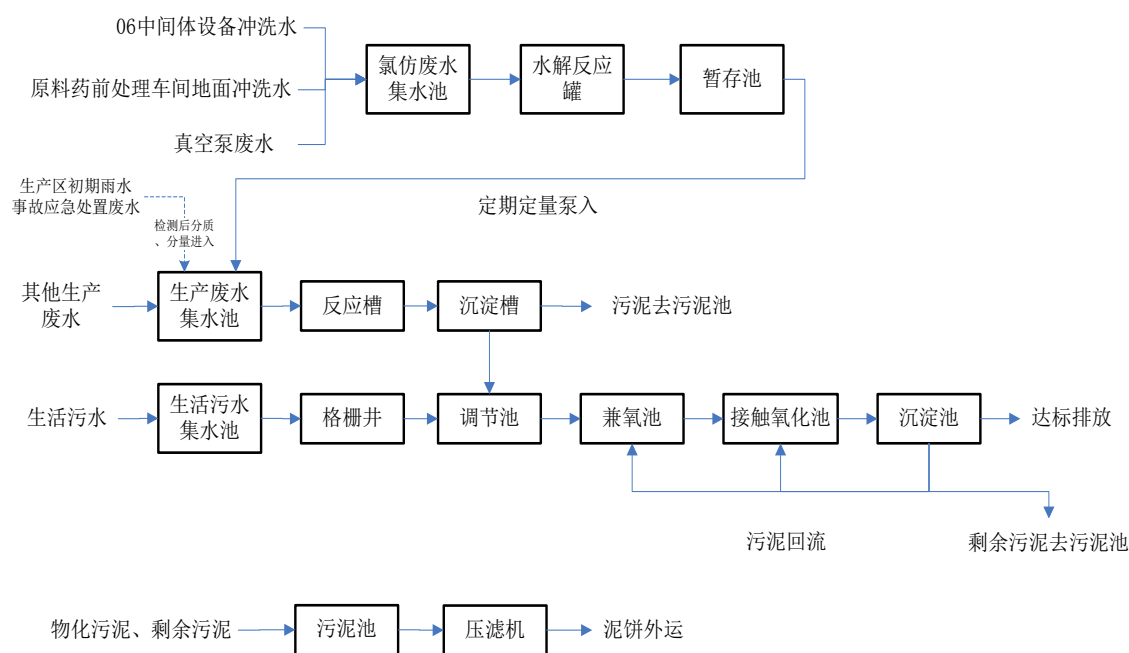 06中间体设备冲洗水
原料药前处理车间地面冲洗水
真空泵废水
氯仿废水
集水池
水解反应
罐
暂存池
生产区初期雨水
事故应急处置废水
检测后分质
、分量进入
定期定量泵入
其他生产
废水
生产废水
集水池
反应槽
沉淀槽
污泥去污泥池
生活污水
生活污水
集水池
格栅井
调节池
兼氧池
接触氧化池
沉淀池
达标排放
污泥回流
剩余污泥去污泥池
物化污泥、剩余污泥
污泥池
压滤机
泥饼外运